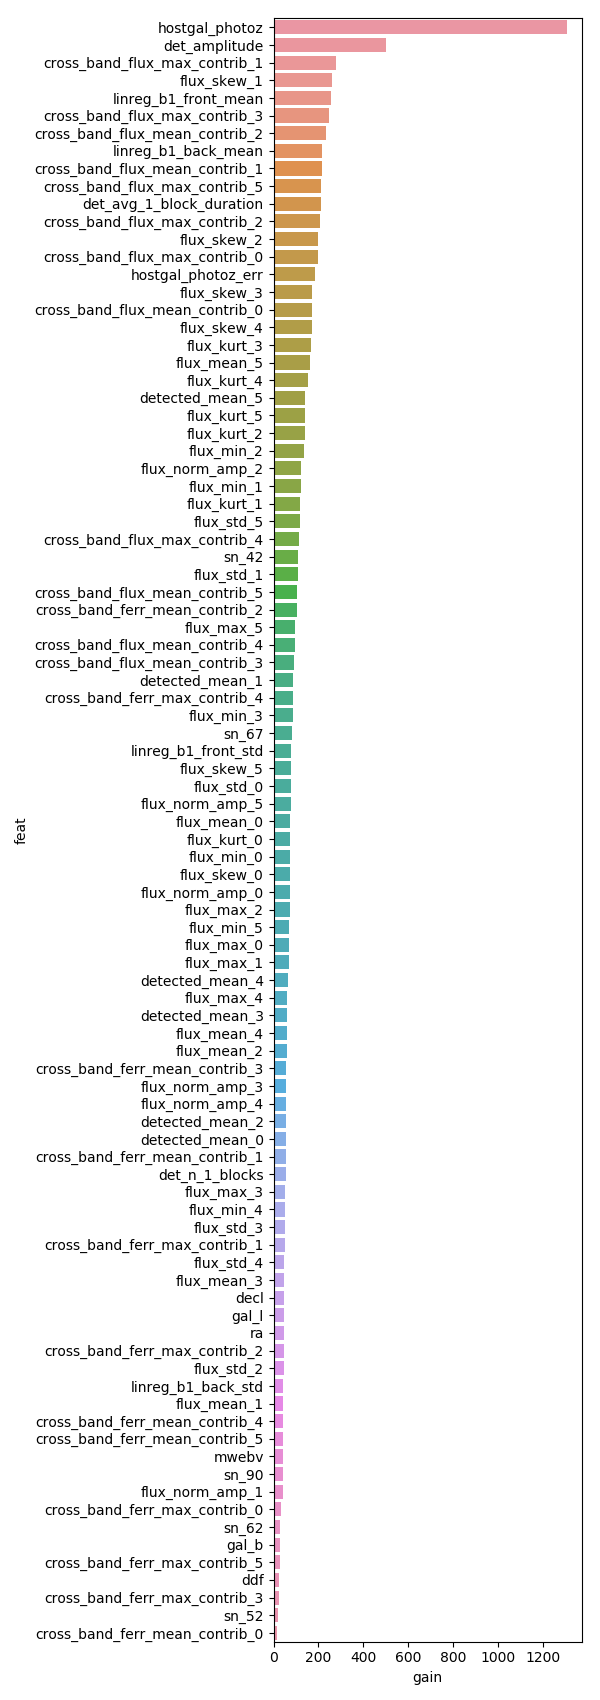 hostgal_photoz
det_amplitude
cross_band_flux_max_contrib_1
flux_skew_1
linreg_b1_front_mean
cross_band_flux_max_contrib_3
cross_band_flux_mean_contrib_2
linreg_b1_back_mean
cross_band_flux_mean_contrib_1
cross_band_flux_max_contrib_5
det_avg_1_block_duration
cross_band_flux_max_contrib_2
flux_skew_2
cross_band_flux_max_contrib_0
hostgal_photoz_err
flux_skew_3
cross_band_flux_mean_contrib_0
flux_skew_4
flux_kurt_3
flux_mean_5
flux_kurt_4
detected_mean_5
flux_kurt_5
flux_kurt_2
flux_min_2
flux_norm_amp_2
flux_min_1
flux_kurt_1
flux_std_5
cross_band_flux_max_contrib_4
sn_42
flux_std_1
cross_band_flux_mean_contrib_5
cross_band_ferr_mean_contrib_2
flux_max_5
cross_band_flux_mean_contrib_4
cross_band_flux_mean_contrib_3
detected_mean_1
cross_band_ferr_max_contrib_4
flux_min_3
sn_67
linreg_b1_front_std
flux_skew_5
flux_std_0
flux_norm_amp_5
flux_mean_0
flux_kurt_0
flux_min_0
flux_skew_0
flux_norm_amp_0
flux_max_2
flux_min_5
flux_max_0
flux_max_1
detected_mean_4
flux_max_4
detected_mean_3
flux_mean_4
flux_mean_2
cross_band_ferr_mean_contrib_3
flux_norm_amp_3
flux_norm_amp_4
detected_mean_2
detected_mean_0
cross_band_ferr_mean_contrib_1
det_n_1_blocks
flux_max_3
flux_min_4
flux_std_3
cross_band_ferr_max_contrib_1
flux_std_4
flux_mean_3
decl
gal_l
ra
cross_band_ferr_max_contrib_2
flux_std_2
linreg_b1_back_std
flux_mean_1
cross_band_ferr_mean_contrib_4
cross_band_ferr_mean_contrib_5
mwebv
sn_90
flux_norm_amp_1
cross_band_ferr_max_contrib_0
sn_62
gal_b
cross_band_ferr_max_contrib_5
ddf
cross_band_ferr_max_contrib_3
sn_52
cross_band_ferr_mean_contrib_0
feat
0 200 400 600 800 1000 1200
gain